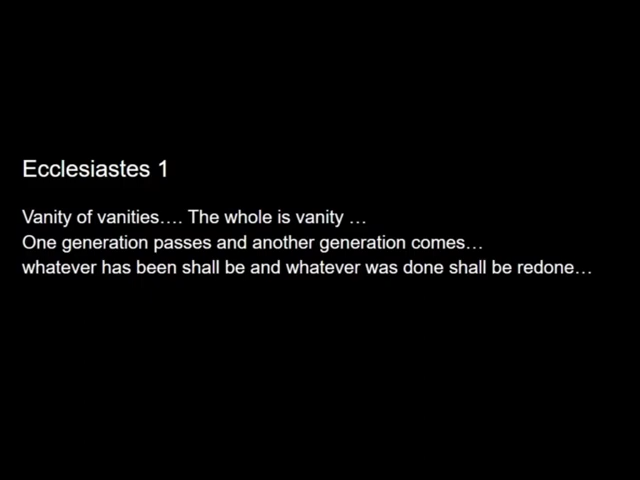 Ecclesiastes 1
Vanity of vanities…. The whole is vanity …
One generation passes and another generation comes…
whatever has been shall be and whatever was done shall be redone…